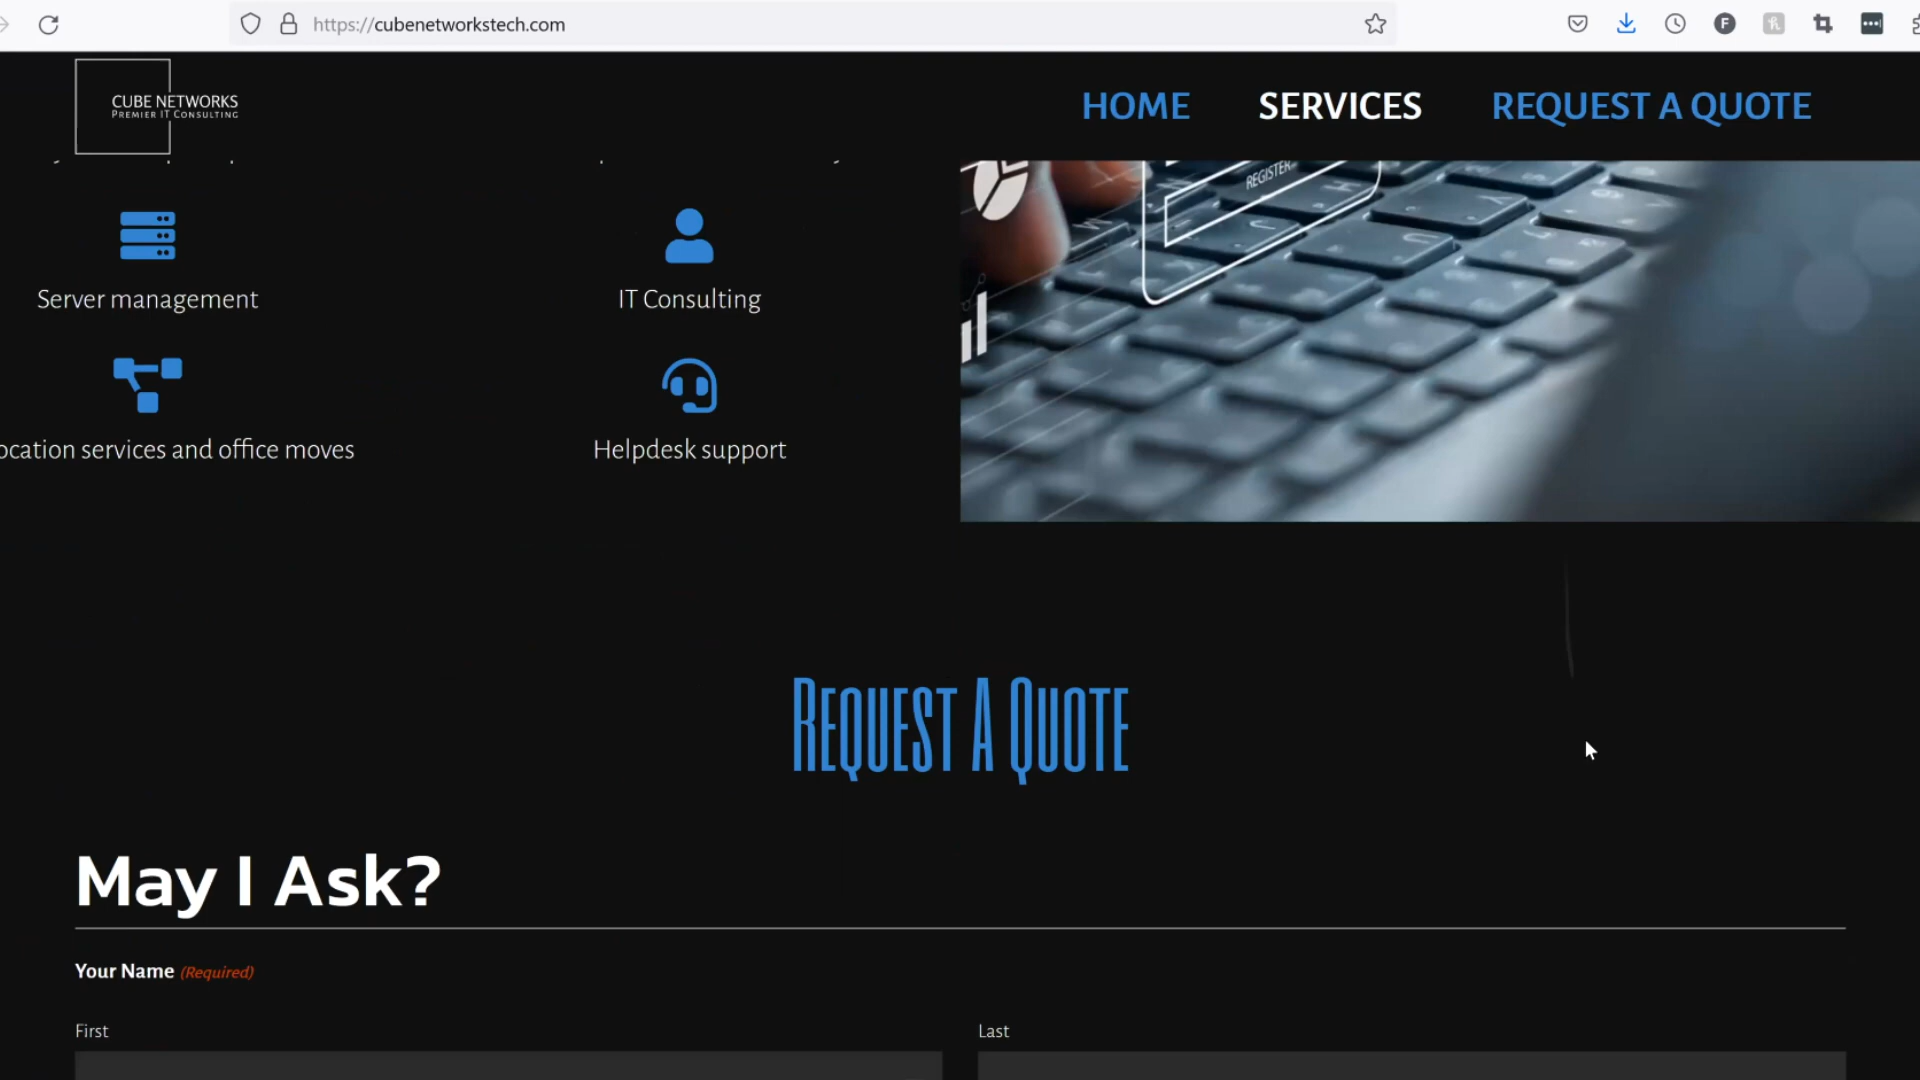 https://cubenetworkstech.com
CUBE NETWORKS
PREMIER IT CONSULTING
HOME
SERVICES
REQUEST A QUOTE
REGISTER...
Server management
IT Consulting
ocation services and office moves
Helpdesk support
REQUEST A QUOTE
May I Ask?
Your Name (Required)
First
Last